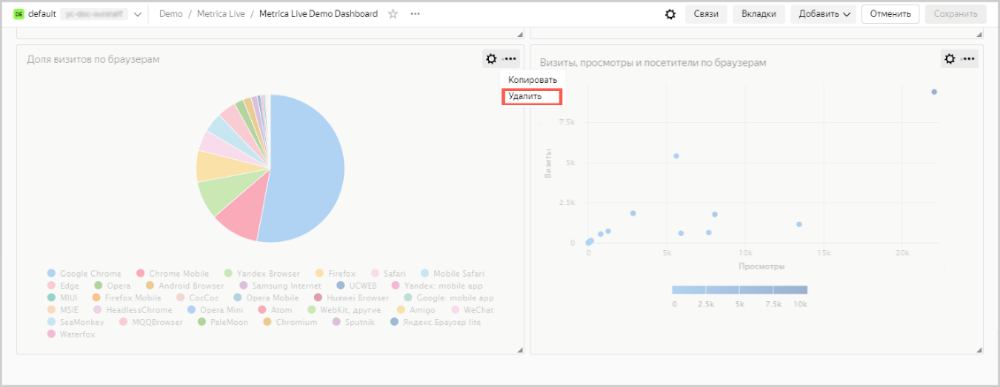 DE default Demo / Metrica Live / Metrica Live Demo Dashboard ☆ ••• Связи Вкладки Добавить Отменить Сохранить
Доля визитов по браузерам
Копировать
Удалить
Google Chrome Chrome Mobile Yandex Browser Firefox Safari Mobile Safari
Edge Opera Android Browser Samsung Internet UCWEB Yandex: mobile app
MIUI Firefox Mobile CocCoc Opera Mobile Huawei Browser Google: mobile app
MSIE HeadlessChrome Opera Mini Atom WebKit, другие Amigo WeChat
SeaMonkey MQQBrowser PaleMoon Chromium Sputnik Яндекс.Браузер lite
Waterfox
Визиты, просмотры и посетители по браузерам
7.5k
5k
2.5k
0
Визиты
0 5k 10k 15k 20k
Просмотры
0 2.5k 5k 7.5k 10k